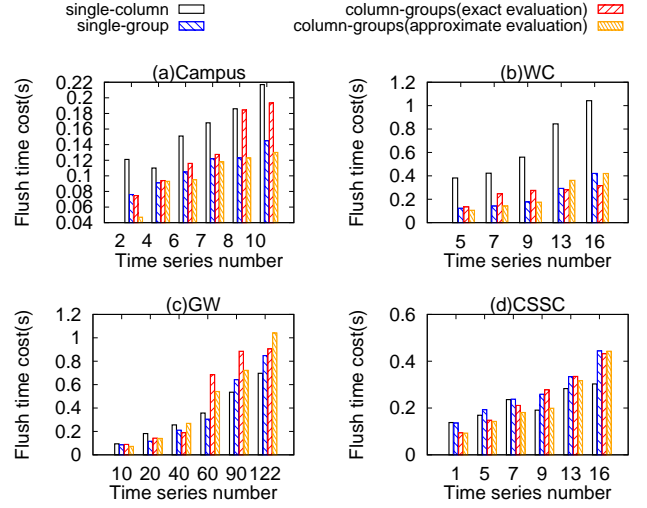 single-column
single-group
column-groups(exact evaluation)
column-groups(approximate evaluation)
(a)Campus
Flush time cost(s)
0.22
0.2
0.18
0.16
0.14
0.12
0.1
0.08
0.06
0.04
2 4 6 7 8 10
Time series number
(b)WC
Flush time cost(s)
1.2
1
0.8
0.6
0.4
0.2
0
5 7 9 13 16
Time series number
(c)GW
Flush time cost(s)
1.2
1
0.8
0.6
0.4
0.2
0
10 20 40 60 90 122
Time series number
(d)CSSC
Flush time cost(s)
0.6
0.4
0.2
0
1 5 7 9 13 16
Time series number